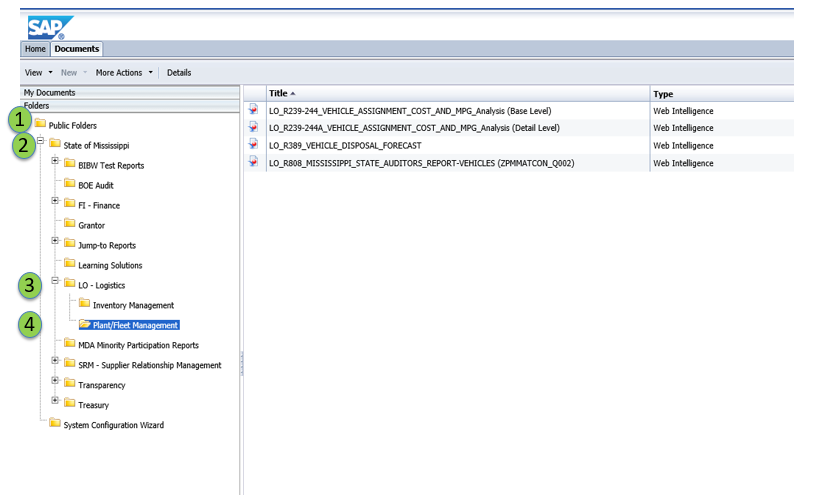 SAP
Home Documents
View New More Actions Details
My Documents
Folders
Title Type
LO_R239-244_VEHICLE_ASSIGNMENT_COST_AND_MPG_Analysis (Base Level) Web Intelligence
LO_R239-244A_VEHICLE_ASSIGNMENT_COST_AND_MPG_Analysis (Detail Level) Web Intelligence
LO_R389_VEHICLE_DISPOSAL_FORECAST Web Intelligence
LO_R808_MISSISSIPPI_STATE_AUDITORS_REPORT-VEHICLES (ZPMMATCON_Q002) Web Intelligence
1 Public Folders
2 State of Mississippi
BIBW Test Reports
BOE Audit
FI - Finance
Grantor
Jump-to Reports
Learning Solutions
3 LO - Logistics
Inventory Management
4 Plant/Fleet Management
MDA Minority Participation Reports
SRM - Supplier Relationship Management
Transparency
Treasury
System Configuration Wizard